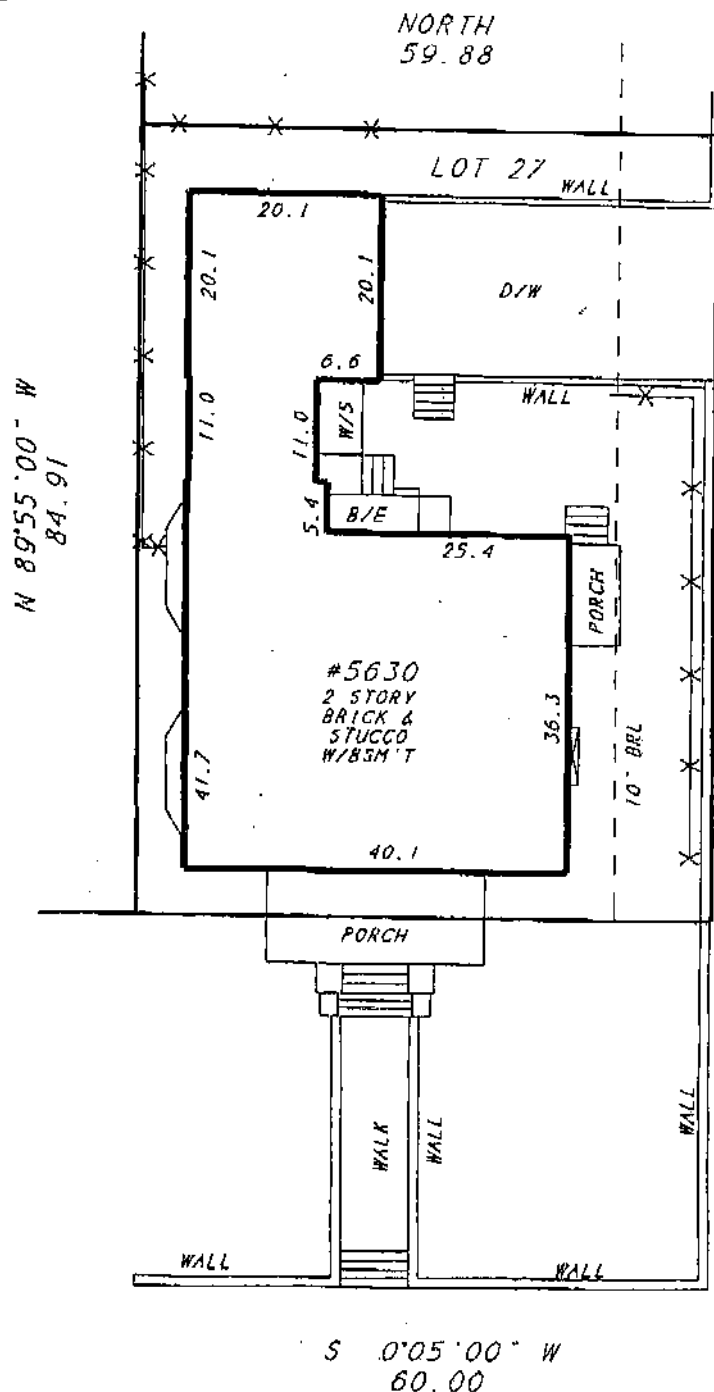 NORTH
59.88
LOT 27
WALL
20.1
20.1
20.1
D/W
6.6
WALL
11.0
11.0
W/S
N 89°55'00" W
84.91
5.4
B/E
25.4
PORCH
#5630
2 STORY
BRICK &
STUCCO
W/BSM'T
36.3
10' BRL
41.7
40.1
PORCH
WALK
WALL
WALL
WALL
WALL
S 0°05'00" W
60.00